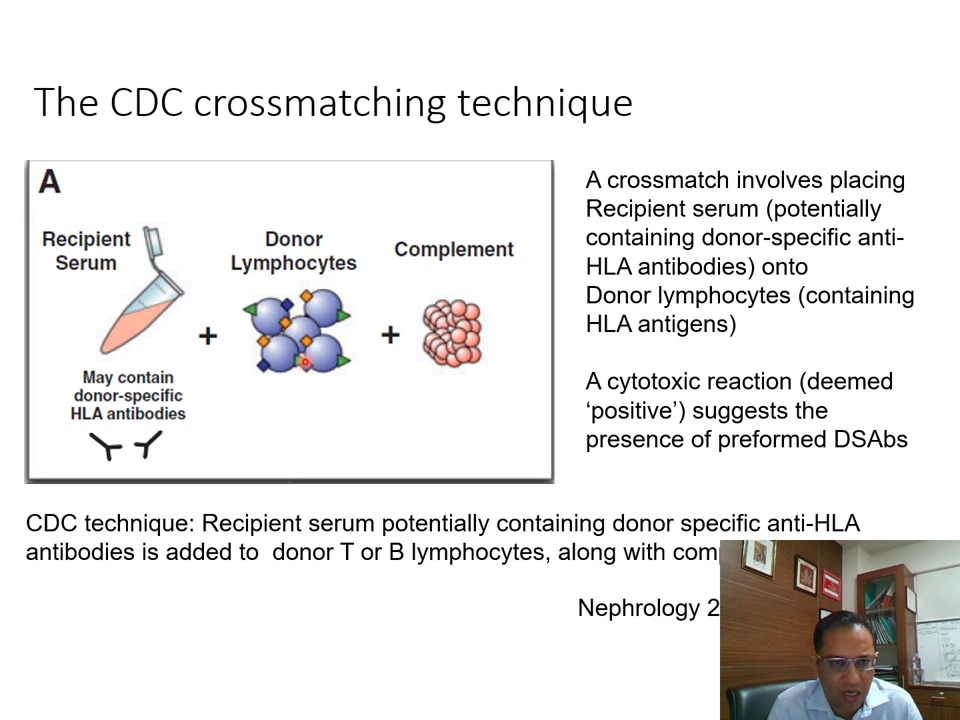 The CDC crossmatching technique
A
Recipient
Serum
Donor
Lymphocytes
Complement
+
+
May contain
donor-specific
HLA antibodies
A crossmatch involves placing
Recipient serum (potentially
containing donor-specific anti-
HLA antibodies) onto
Donor lymphocytes (containing
HLA antigens)
A cytotoxic reaction (deemed
‘positive’) suggests the
presence of preformed DSAbs
CDC technique: Recipient serum potentially containing donor specific anti-HLA
antibodies is added to donor T or B lymphocytes, along with
Nephrology